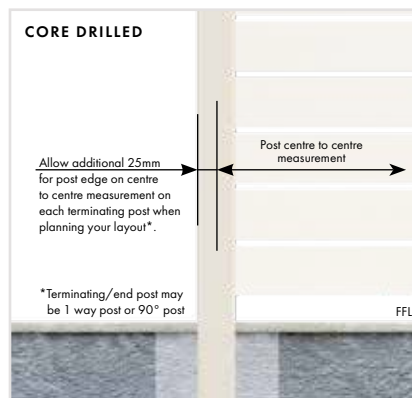 CORE DRILLED
Post centre to centre
measurement
Allow additional 25mm
for post edge on centre
to centre measurement on
each terminating post when
planning your layout*.
*Terminating/end post may
be 1 way post or 90° post
FFL